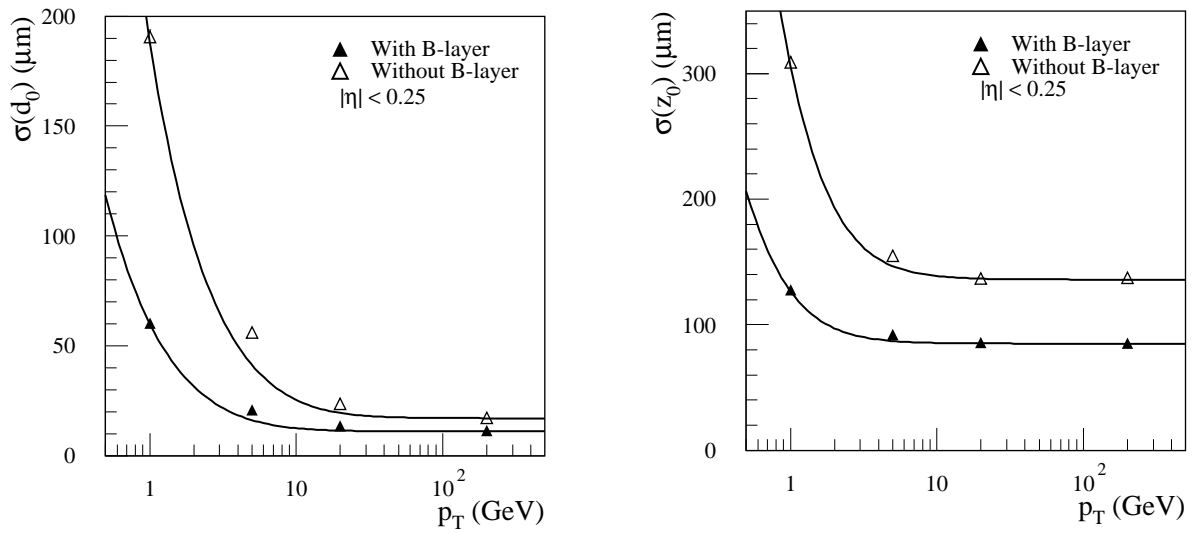 σ(d₀) (μm)
200
150
100
50
0
With B-layer
Without B-layer
|η| < 0.25
1
10
10²
p_T (GeV)
σ(z₀) (μm)
300
200
100
0
With B-layer
Without B-layer
|η| < 0.25
1
10
10²
p_T (GeV)